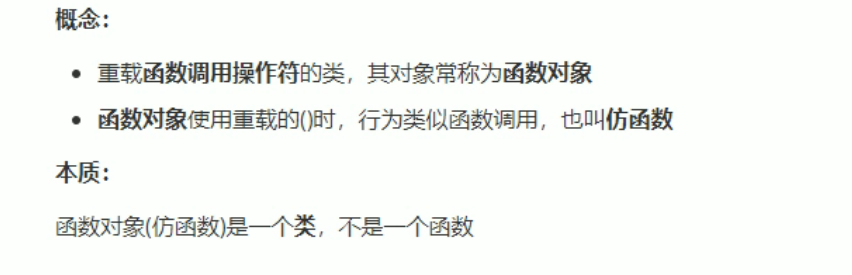 概念：
• 重载函数调用操作符的类，其对象常称为函数对象
• 函数对象使用重载的()时，行为类似函数调用，也叫仿函数
本质：
函数对象(仿函数)是一个类，不是一个函数